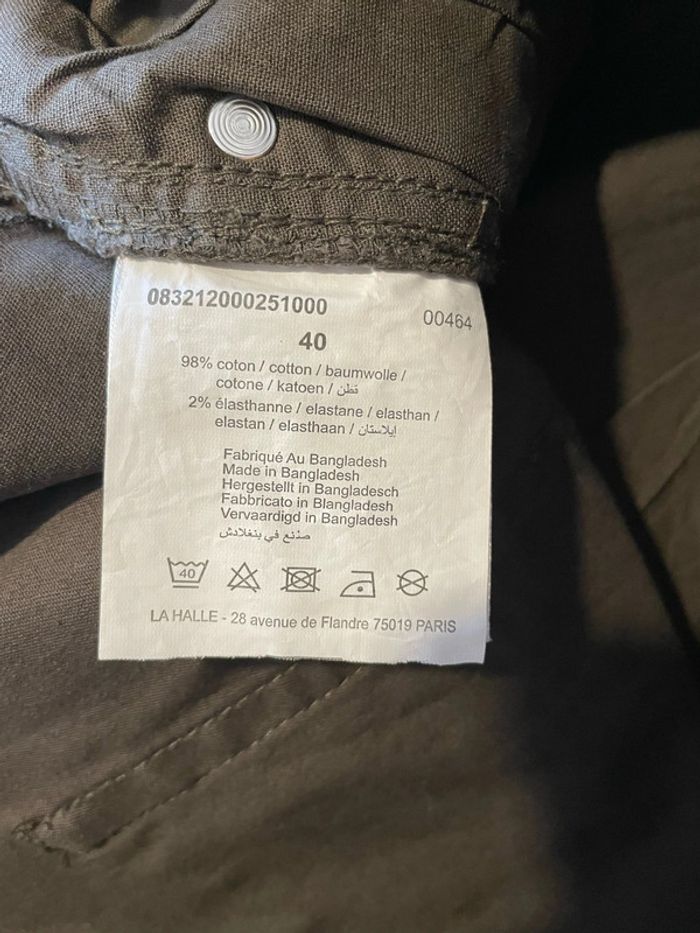 083212000251000
00464
40
98% coton / cotton / baumwolle /
cotone / katoen / قطن
2% élasthanne / elastane / elasthan /
elastan / elasthaan / إيلاستان
Fabriqué Au Bangladesh
Made in Bangladesh
Hergestellt in Bangladesch
Fabbricato in Blangladesh
Vervaardigd in Bangladesh
صنع في بنغلادش
40
LA HALLE - 28 avenue de Flandre 75019 PARIS